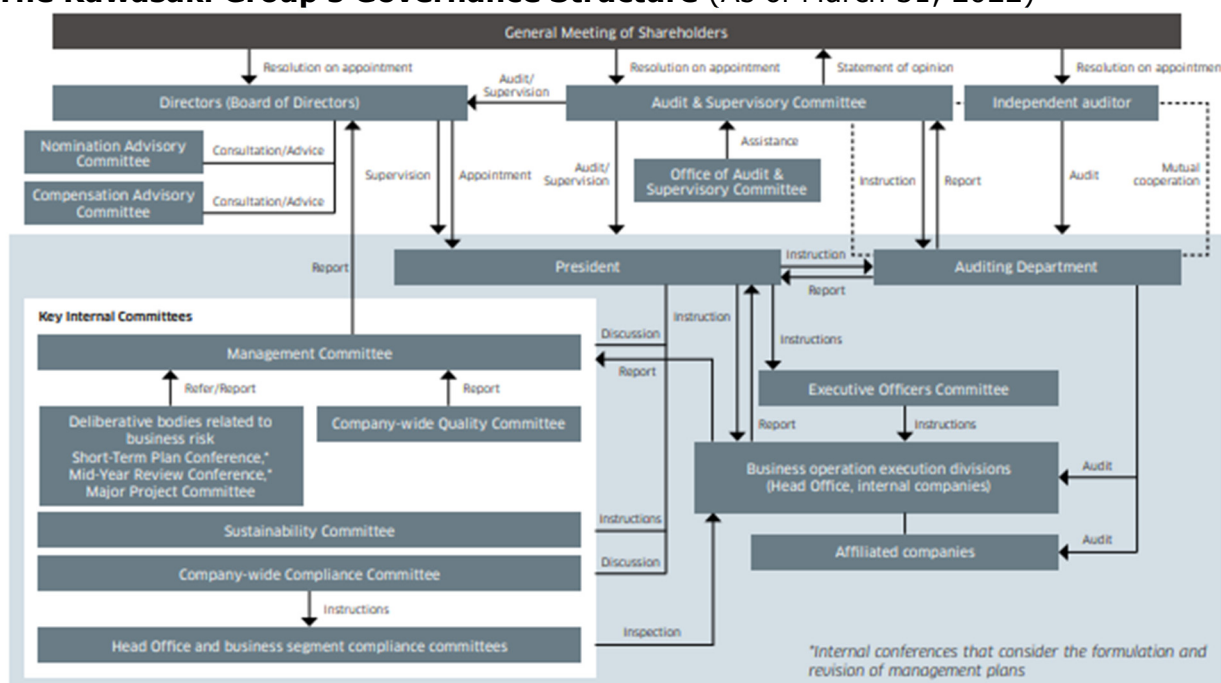 The Kawasaki Group's Governance Structure (As of March 31, 2022)
General Meeting of Shareholders
Resolution on appointment
Resolution on appointment
Statement of opinion
Resolution on appointment
Directors (Board of Directors)
Audit/
Supervision
Audit & Supervisory Committee
Independent auditor
Nomination Advisory
Committee
Consultation/Advice
Compensation Advisory
Committee
Consultation/Advice
Supervision
Appointment
Audit/
Supervision
Assistance
Office of Audit &
Supervisory Committee
Instruction
Report
Audit
Mutual
cooperation
Report
President
Instruction
Report
Auditing Department
Key Internal Committees
Management Committee
Discussion
Report
Instruction
Instructions
Refer/Report
Report
Deliberative bodies related to
business risk
Short-Term Plan Conference,*
Mid-Year Review Conference,*
Major Project Committee
Company-wide Quality Committee
Executive Officers Committee
Report
Instructions
Business operation execution divisions
(Head Office, internal companies)
Audit
Sustainability Committee
Instructions
Affiliated companies
Audit
Company-wide Compliance Committee
Discussion
Instructions
Head Office and business segment compliance committees
Inspection
*Internal conferences that consider the formulation and
revision of management plans